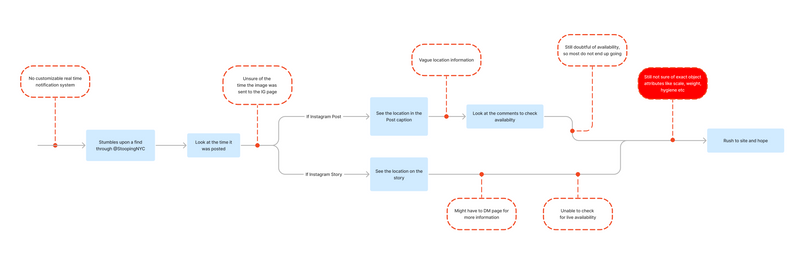 No customizable real time
notification system
Stumbles upon a find
through @StoopingNYC
Look at the time it
was posted
Unsure of the
time the image was
sent to the IG page
If Instagram Post
See the location in the
Post caption
Vague location information
Look at the comments to check
availability
Still doubtful of availability,
so most do not end up going
If Instagram Story
See the location on the
story
Might have to DM page for
more information
Unable to check
for live availability
Still not sure of exact object
attributes like scale, weight,
hygiene etc
Rush to site and hope